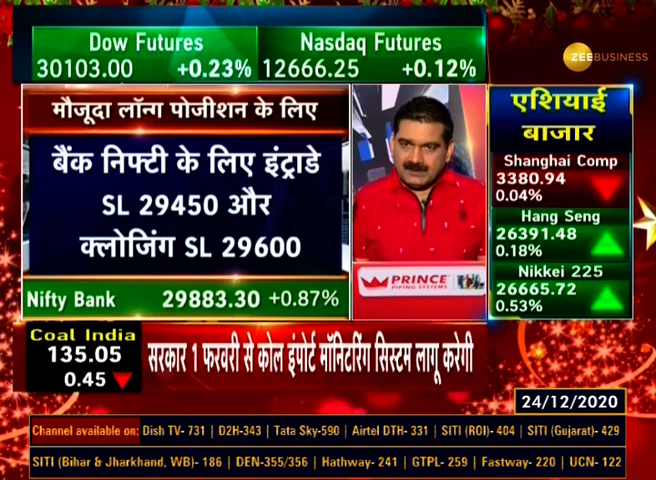 Dow Futures
30103.00 +0.23%
Nasdaq Futures
12666.25 +0.12%
ZEEBUSINESS
मौजूदा लॉन्ग पोजीशन के लिए
बैंक निफ्टी के लिए इंट्राडे
SL 29450 और
क्लोजिंग SL 29600
Nifty Bank 29883.30 +0.87%
PRINCE
PIPING SYSTEMS
एशियाई
बाजार
Shanghai Comp
3380.94
0.04%
Hang Seng
26391.48
0.18%
Nikkei 225
26665.72
0.53%
Coal India
135.05
0.45
सरकार 1 फरवरी से कोल इंपोर्ट मॉनिटरिंग सिस्टम लागू करेगी
24/12/2020
Channel available on: Dish TV- 731 | D2H-343 | Tata Sky-590 | Airtel DTH- 331 | SITI (ROI)- 404 | SITI (Gujarat)- 429
SITI (Bihar & Jharkhand, WB)- 186 | DEN-355/356 | Hathway- 241 | GTPL- 259 | Fastway- 220 | UCN- 122